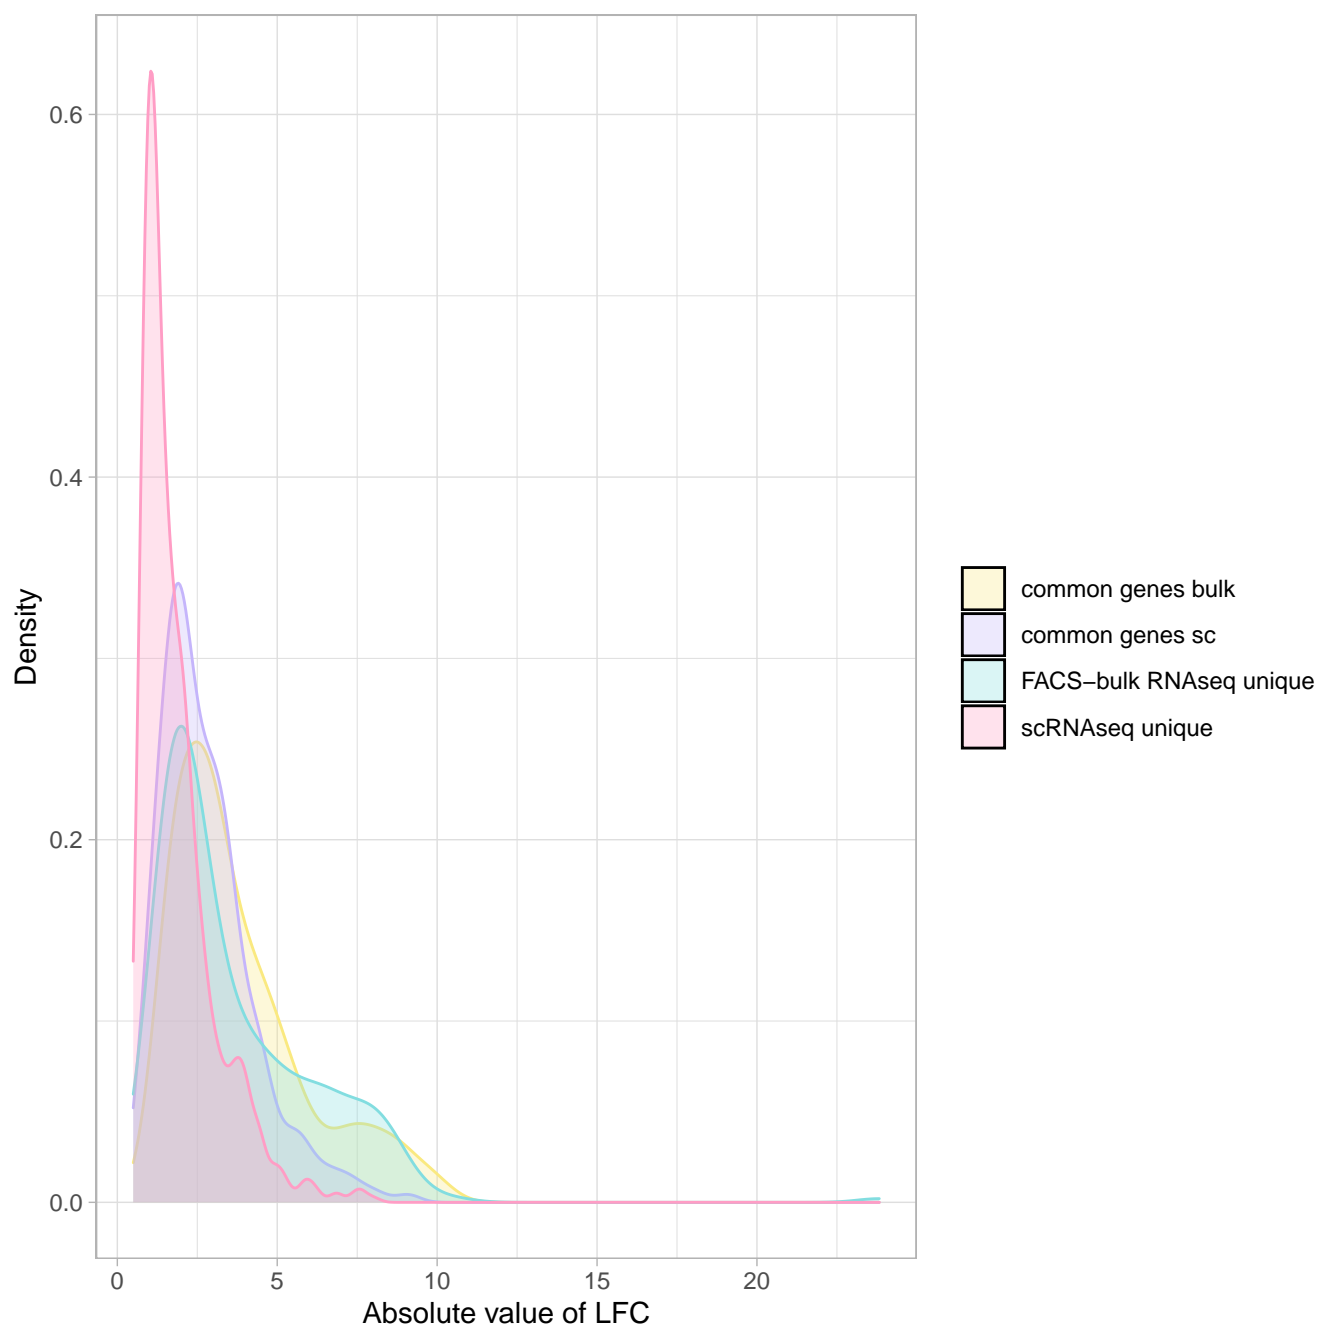 0.6
0.4
0.2
0.0
Density
0 5 10 15 20
Absolute value of LFC
common genes bulk
common genes sc
FACS−bulk RNAseq unique
scRNAseq unique